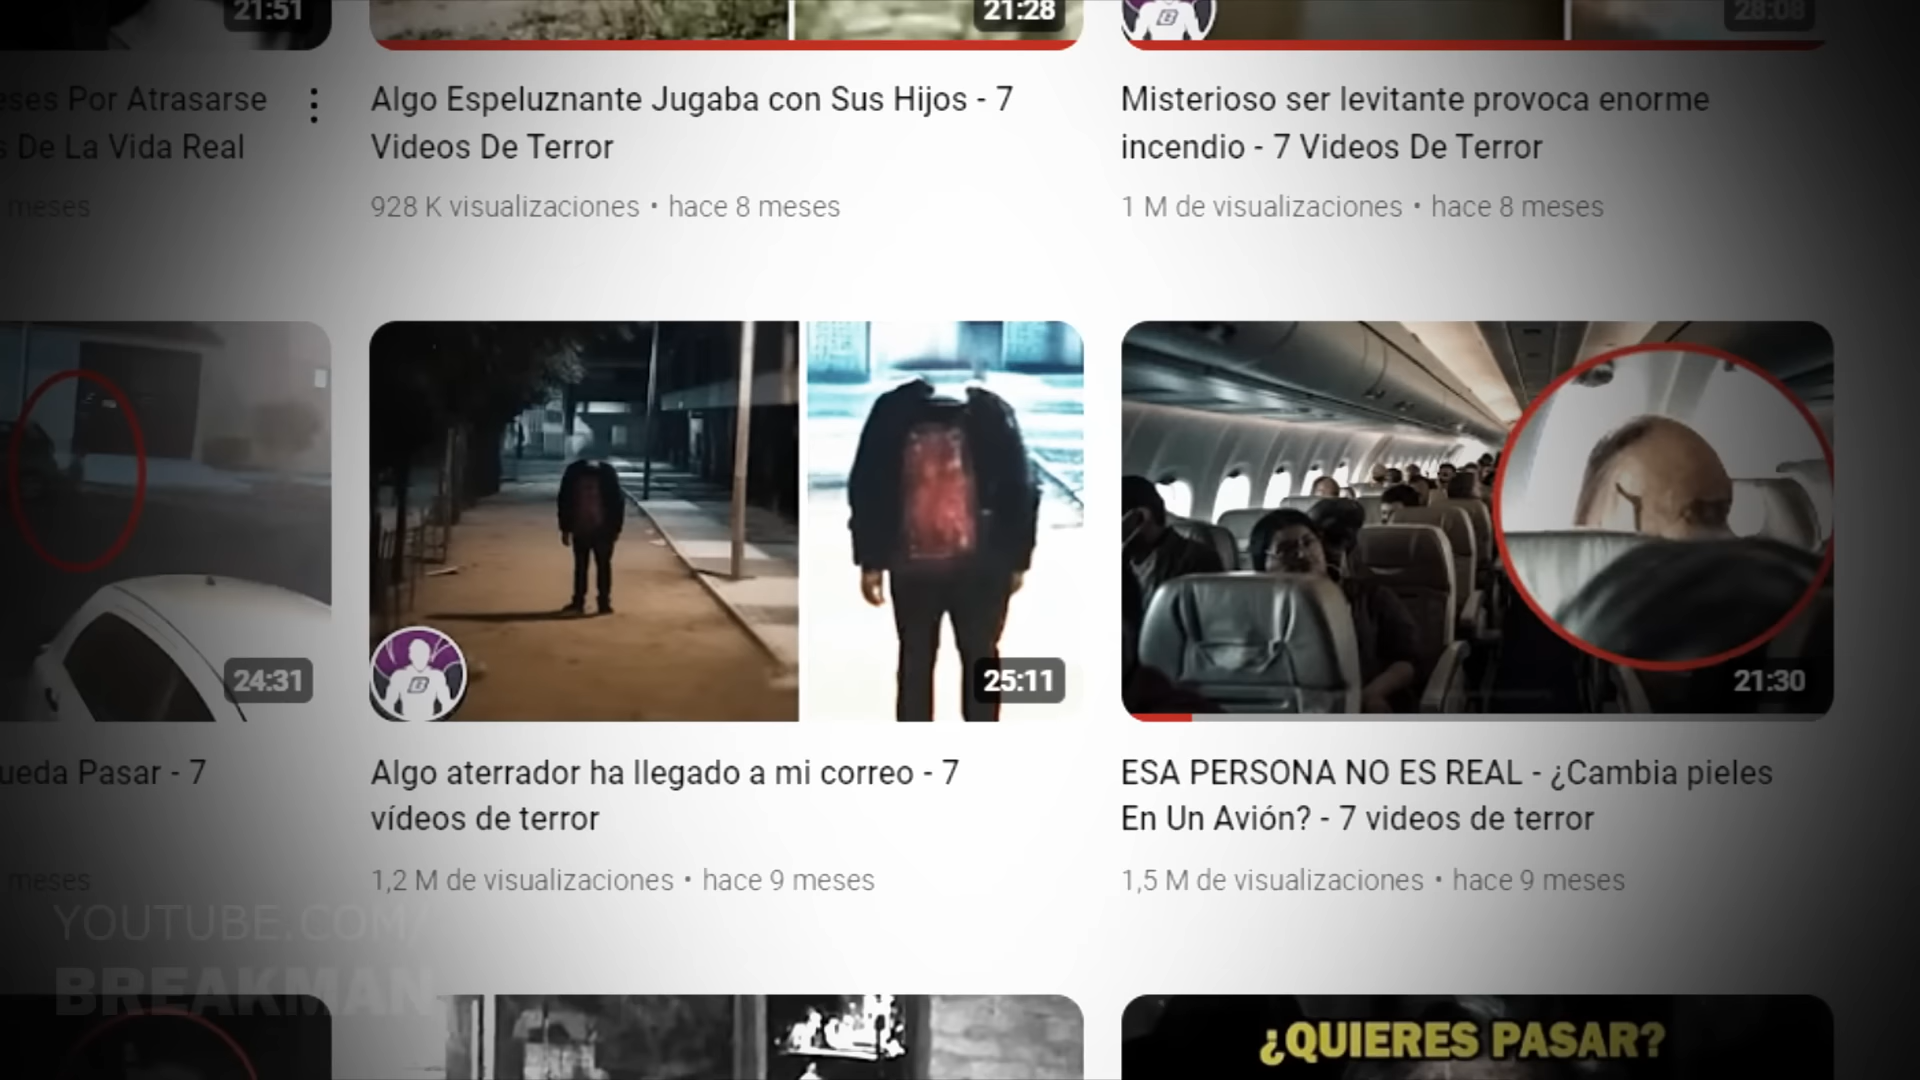 21:51
21:28
28:08
eses Por Atrasarse
s De La Vida Real
meses
Algo Espeluznante Jugaba con Sus Hijos - 7
Videos De Terror
928 K visualizaciones • hace 8 meses
Misterioso ser levitante provoca enorme
incendio - 7 Videos De Terror
1 M de visualizaciones • hace 8 meses
24:31
25:11
21:30
ueda Pasar - 7
meses
Algo aterrador ha llegado a mi correo - 7
vídeos de terror
1,2 M de visualizaciones • hace 9 meses
ESA PERSONA NO ES REAL - ¿Cambia pieles
En Un Avión? - 7 videos de terror
1,5 M de visualizaciones • hace 9 meses
YOUTUBE.COM/
BREAKMAN
¿QUIERES PASAR?